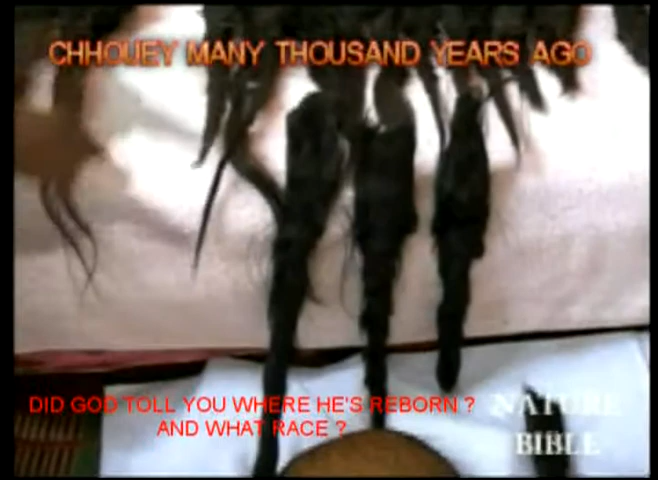 CHHOUEY MANY THOUSAND YEARS AGO
DID GOD TOLL YOU WHERE HE'S REBORN ?
AND WHAT RACE ?
NATURE
BIBLE